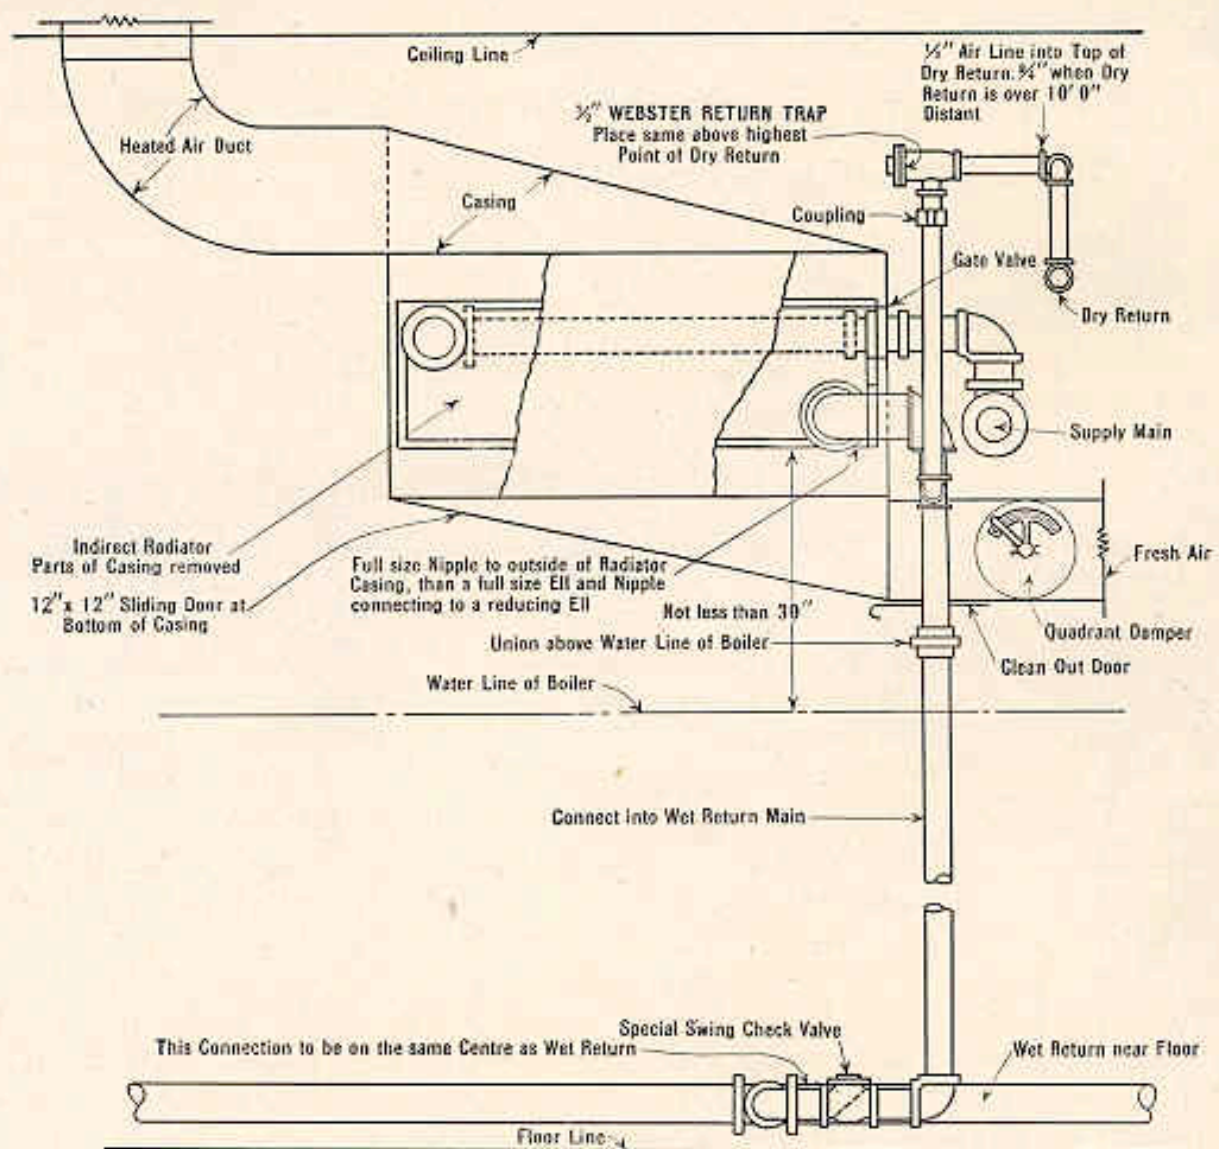 Ceiling Line
½" Air Line into Top of
Dry Return. ¾" when Dry
Return is over 10' 0"
Distant
½" WEBSTER RETURN TRAP
Place same above highest
Point of Dry Return
Heated Air Duct
Casing
Coupling
Gate Valve
Dry Return
Supply Main
Indirect Radiator
Parts of Casing removed
12" x 12" Sliding Door at
Bottom of Casing
Full size Nipple to outside of Radiator
Casing, than a full size Ell and Nipple
connecting to a reducing Ell
Not less than 30"
Fresh Air
Quadrant Damper
Union above Water Line of Boiler
Clean Out Door
Water Line of Boiler
Connect into Wet Return Main
Special Swing Check Valve
This Connection to be on the same Centre as Wet Return
Wet Return near Floor
Floor Line